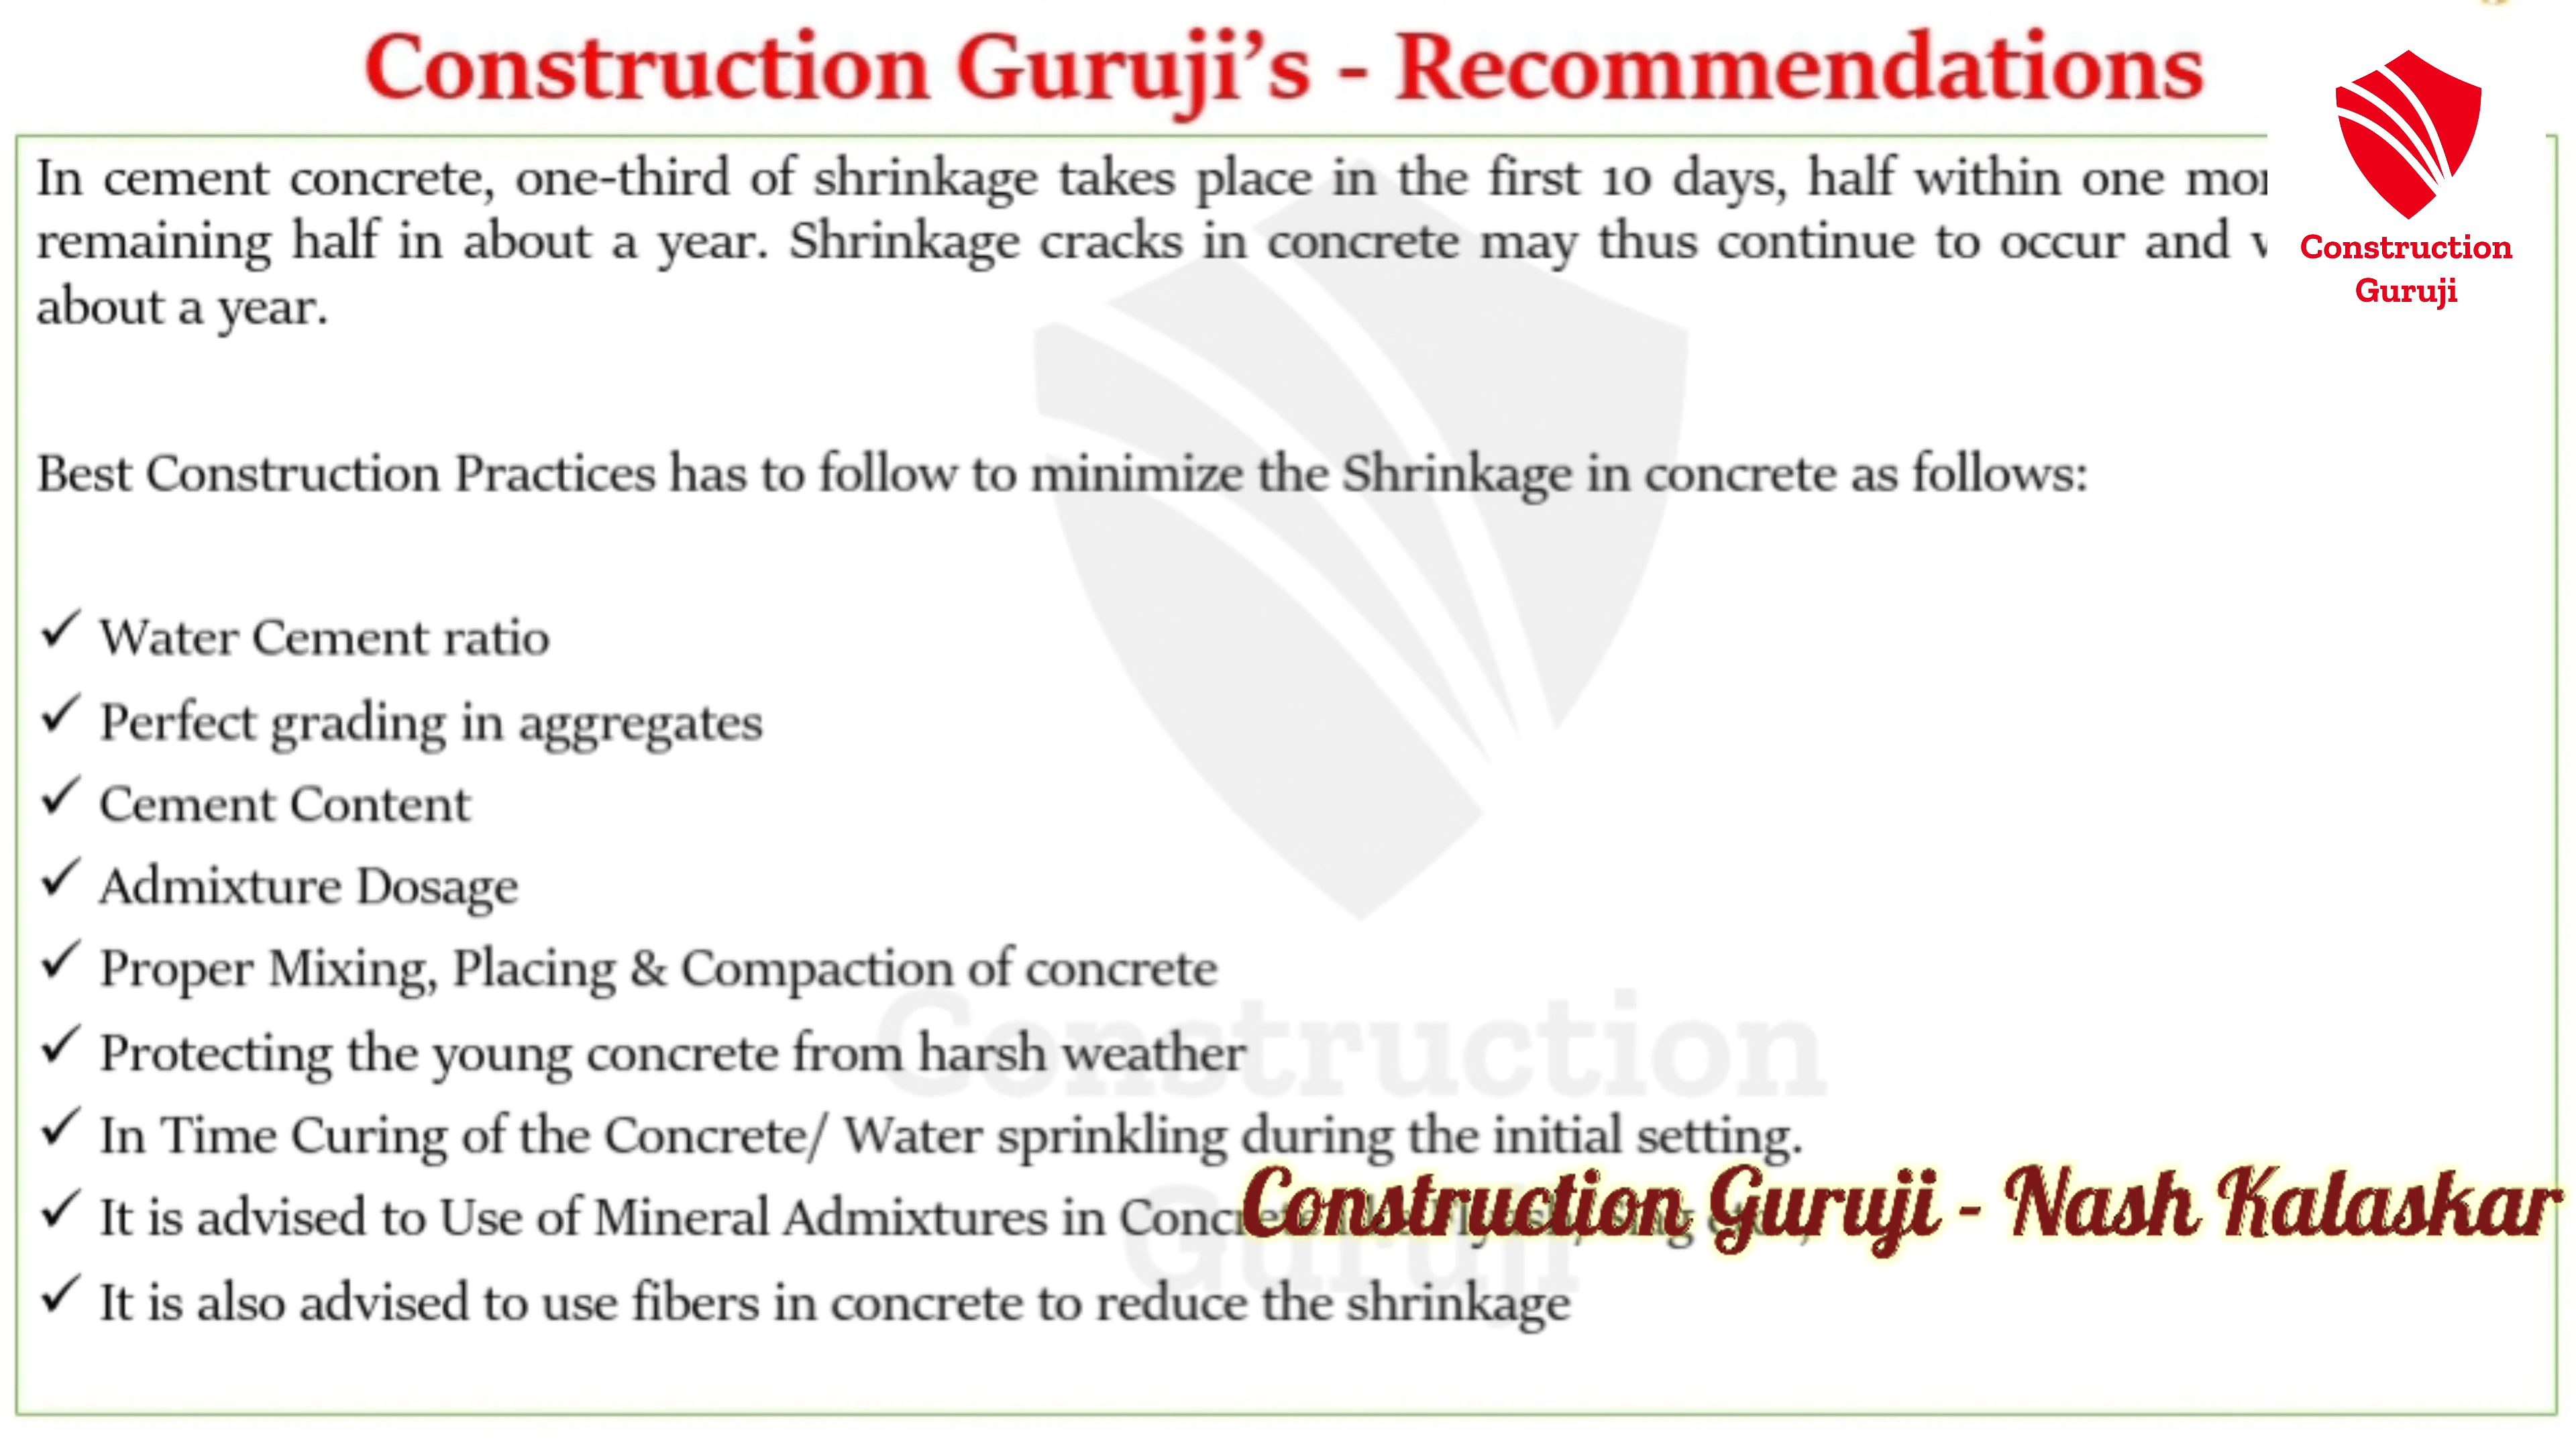 Construction Guruji's - Recommendations
In cement concrete, one-third of shrinkage takes place in the first 10 days, half within one
remaining half in about a year. Shrinkage cracks in concrete may thus continue to occur and
about a year.
Construction
Guruji
Best Construction Practices has to follow to minimize the Shrinkage in concrete as follows:
✓ Water Cement ratio
✓ Perfect grading in aggregates
✓ Cement Content
✓ Admixture Dosage
✓ Proper Mixing, Placing & Compaction of concrete
✓ Protecting the young concrete from harsh weather
✓ In Time Curing of the Concrete/ Water sprinkling during the initial setting.
✓ It is advised to Use of Mineral Admixtures in
Construction Guruji - Nash Kalaskar
✓ It is also advised to use fibers in concrete to reduce the shrinkage
Construction
Guruji